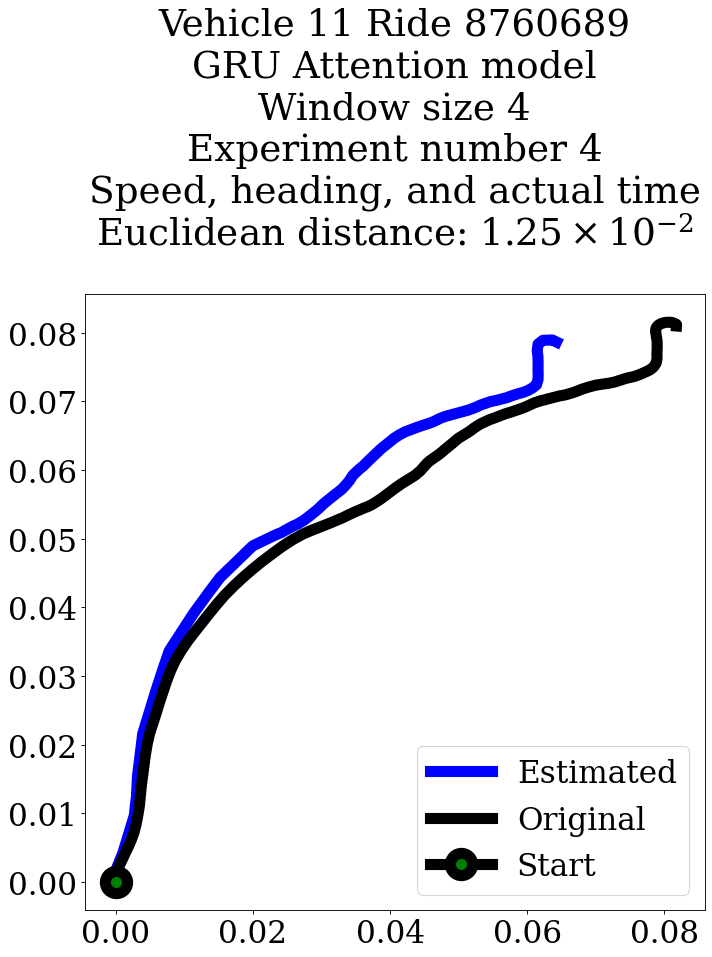 Vehicle 11 Ride 8760689
GRU Attention model
Window size 4
Experiment number 4
Speed, heading, and actual time
Euclidean distance: 1.25 × 10⁻²
0.08
0.07
0.06
0.05
0.04
0.03
0.02
0.01
0.00
Estimated
Original
Start
0.00 0.02 0.04 0.06 0.08